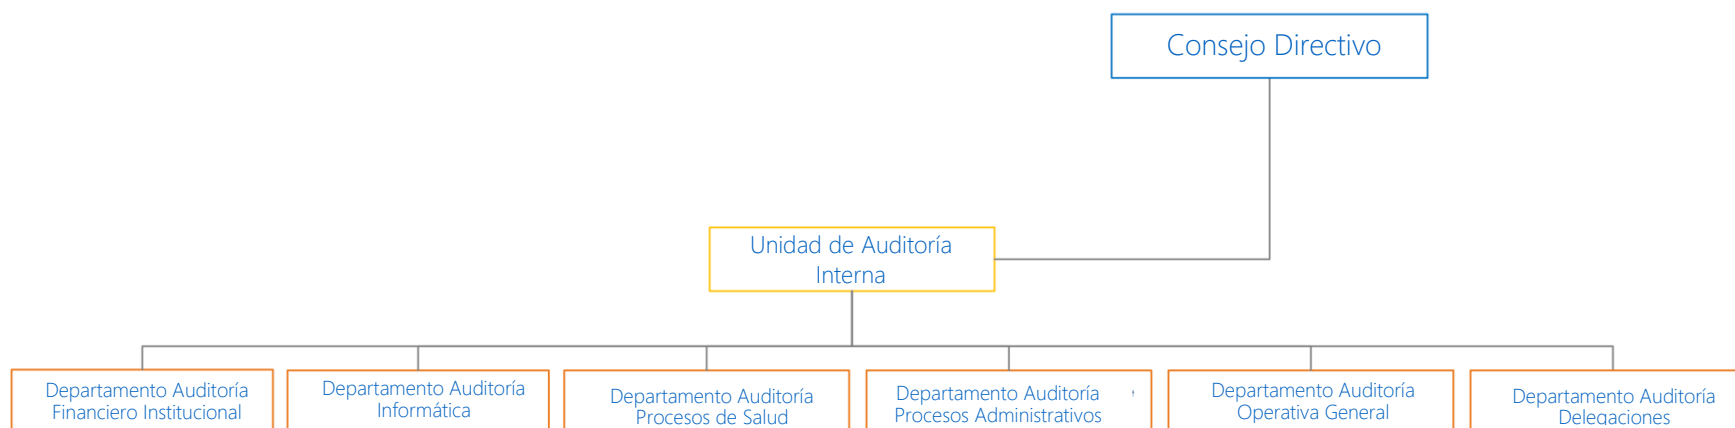 Consejo Directivo
Unidad de Auditoría
Interna
Departamento Auditoría
Financiero Institucional
Departamento Auditoría
Informática
Departamento Auditoría
Procesos de Salud
Departamento Auditoría
Procesos Administrativos
Departamento Auditoría
Operativa General
Departamento Auditoría
Delegaciones